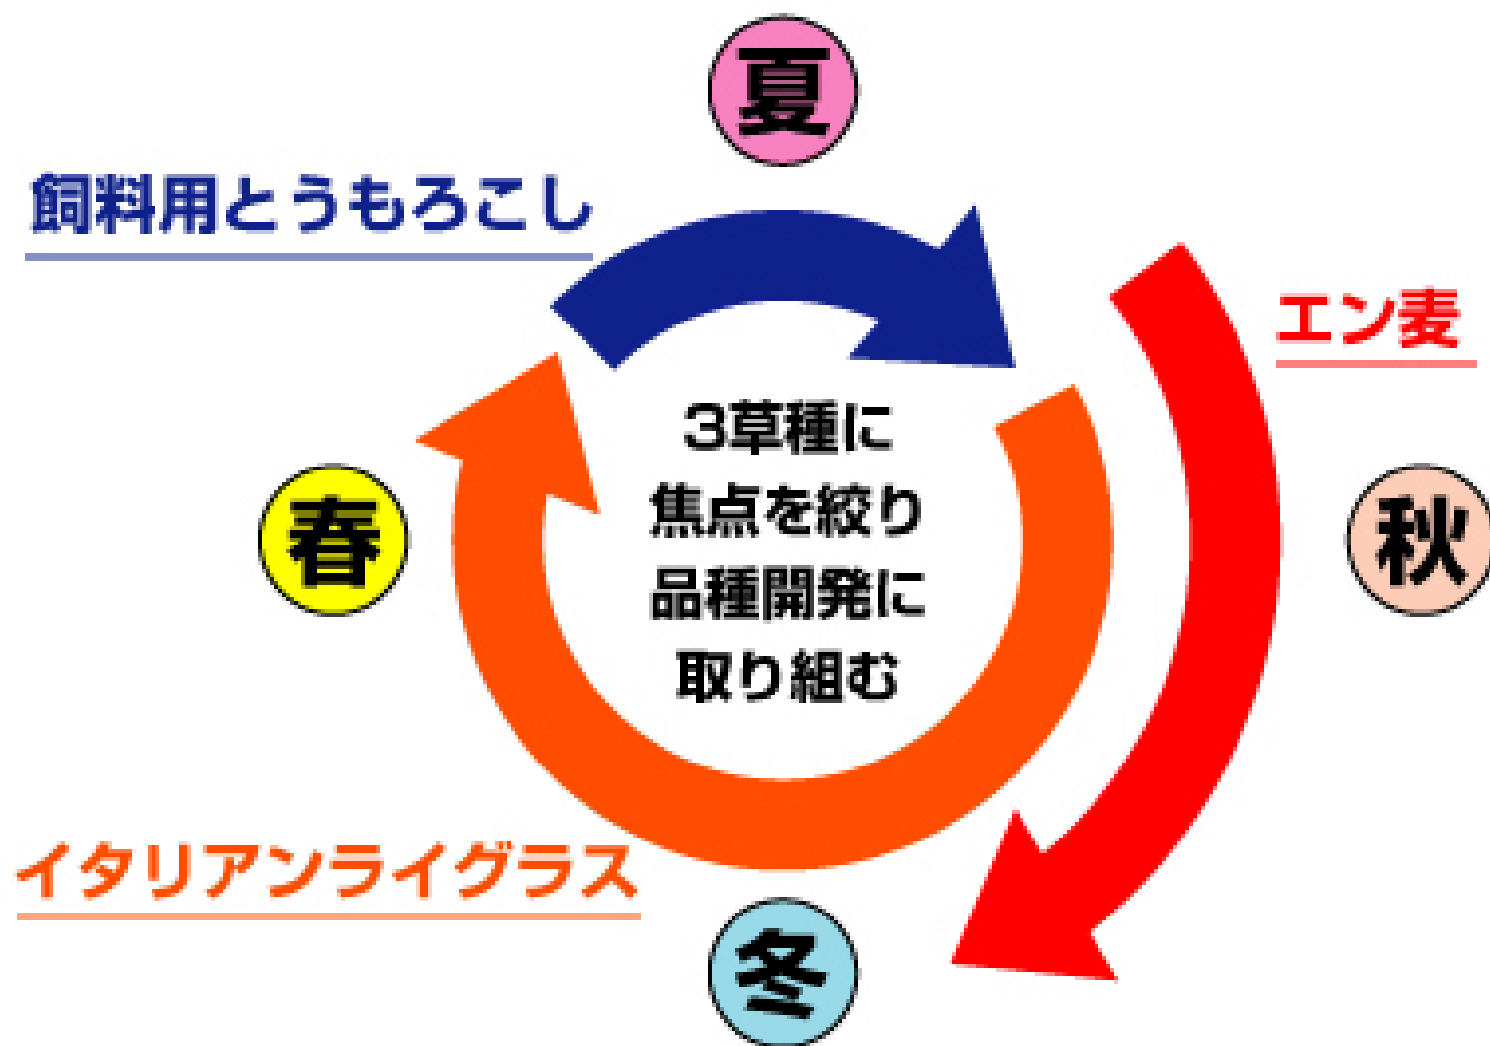 夏
飼料用とうもろこし
エン麦
3草種に
焦点を絞り
品種開発に
取り組む
春
秋
イタリアンライグラス
冬